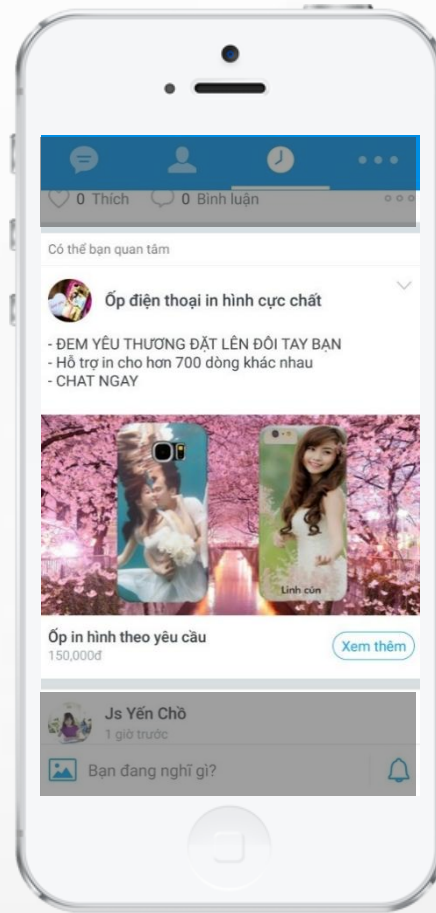 0 Thích 0 Bình luận
Có thể bạn quan tâm
Ốp điện thoại in hình cực chất
- ĐEM YÊU THƯƠNG ĐẶT LÊN ĐÔI TAY BẠN
- Hỗ trợ in cho hơn 700 dòng khác nhau
- CHAT NGAY
Linh cún
Ốp in hình theo yêu cầu
150,000đ
Xem thêm
Js Yến Chồ
1 giờ trước
Bạn đang nghĩ gì?